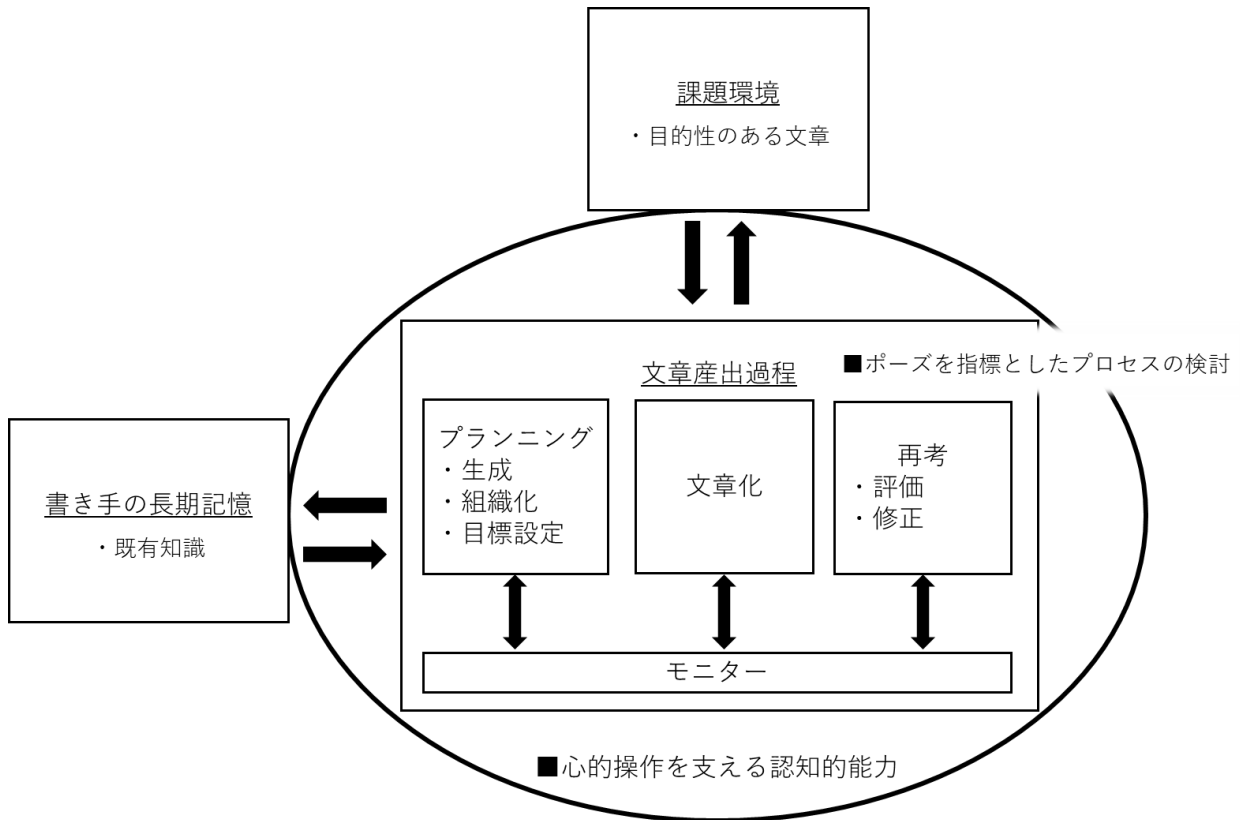 課題環境
・目的性のある文章
■ポーズを指標としたプロセスの検討
文章産出過程
プランニング
・生成
・組織化
・目標設定
文章化
再考
・評価
・修正
書き手の長期記憶
・既有知識
モニター
■心的操作を支える認知的能力